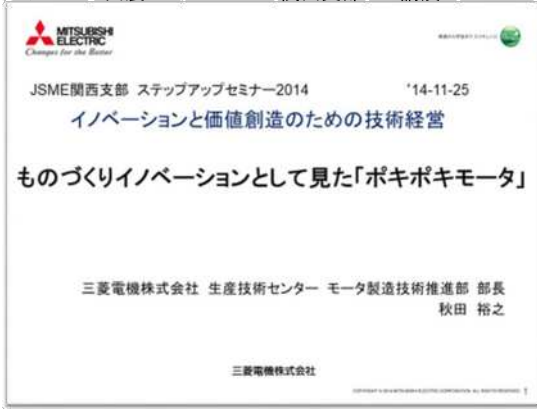 MITSUBISHI
ELECTRIC
Changes for the Better
JSME関西支部 ステップアップセミナー2014 '14-11-25
イノベーションと価値創造のための技術経営
ものづくりイノベーションとして見た「ポキポキモータ」
三菱電機株式会社 生産技術センター モータ製造技術推進部 部長
秋田 裕之
三菱電機株式会社